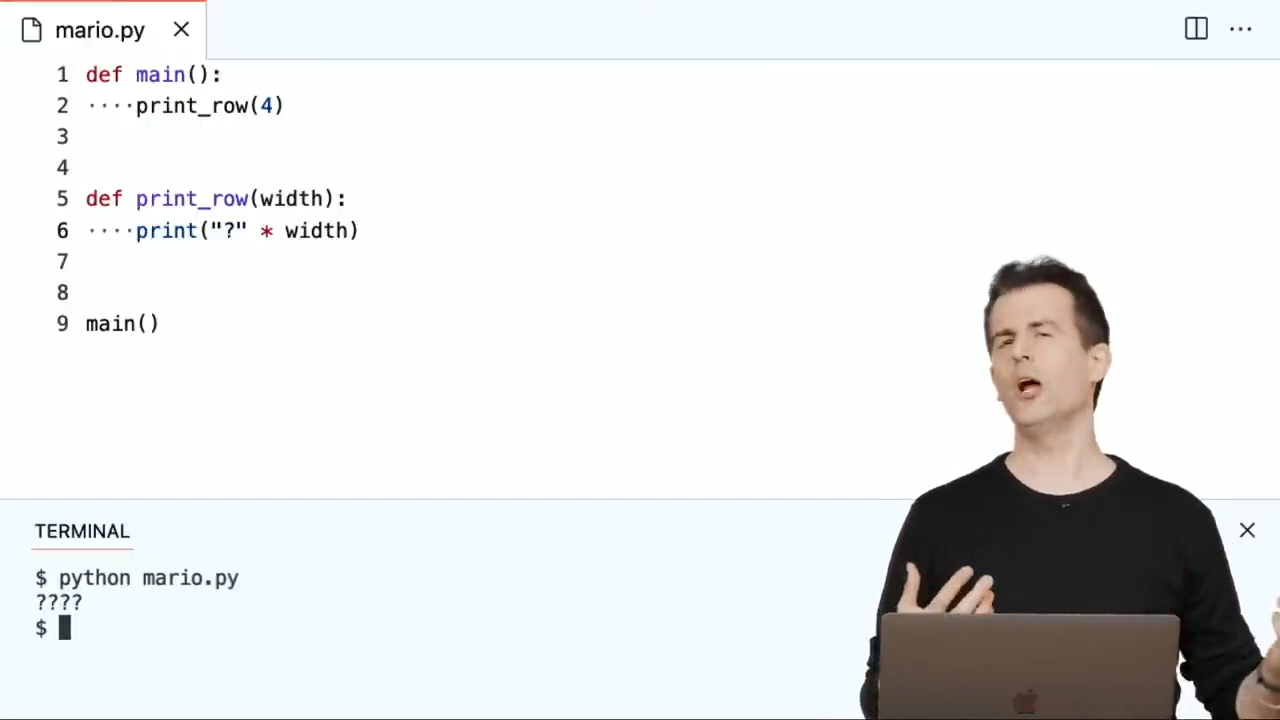 mario.py
1 def main():
2 ····print_row(4)
3
4
5 def print_row(width):
6 ····print("?" * width)
7
8
9 main()
TERMINAL
$ python mario.py
????
$